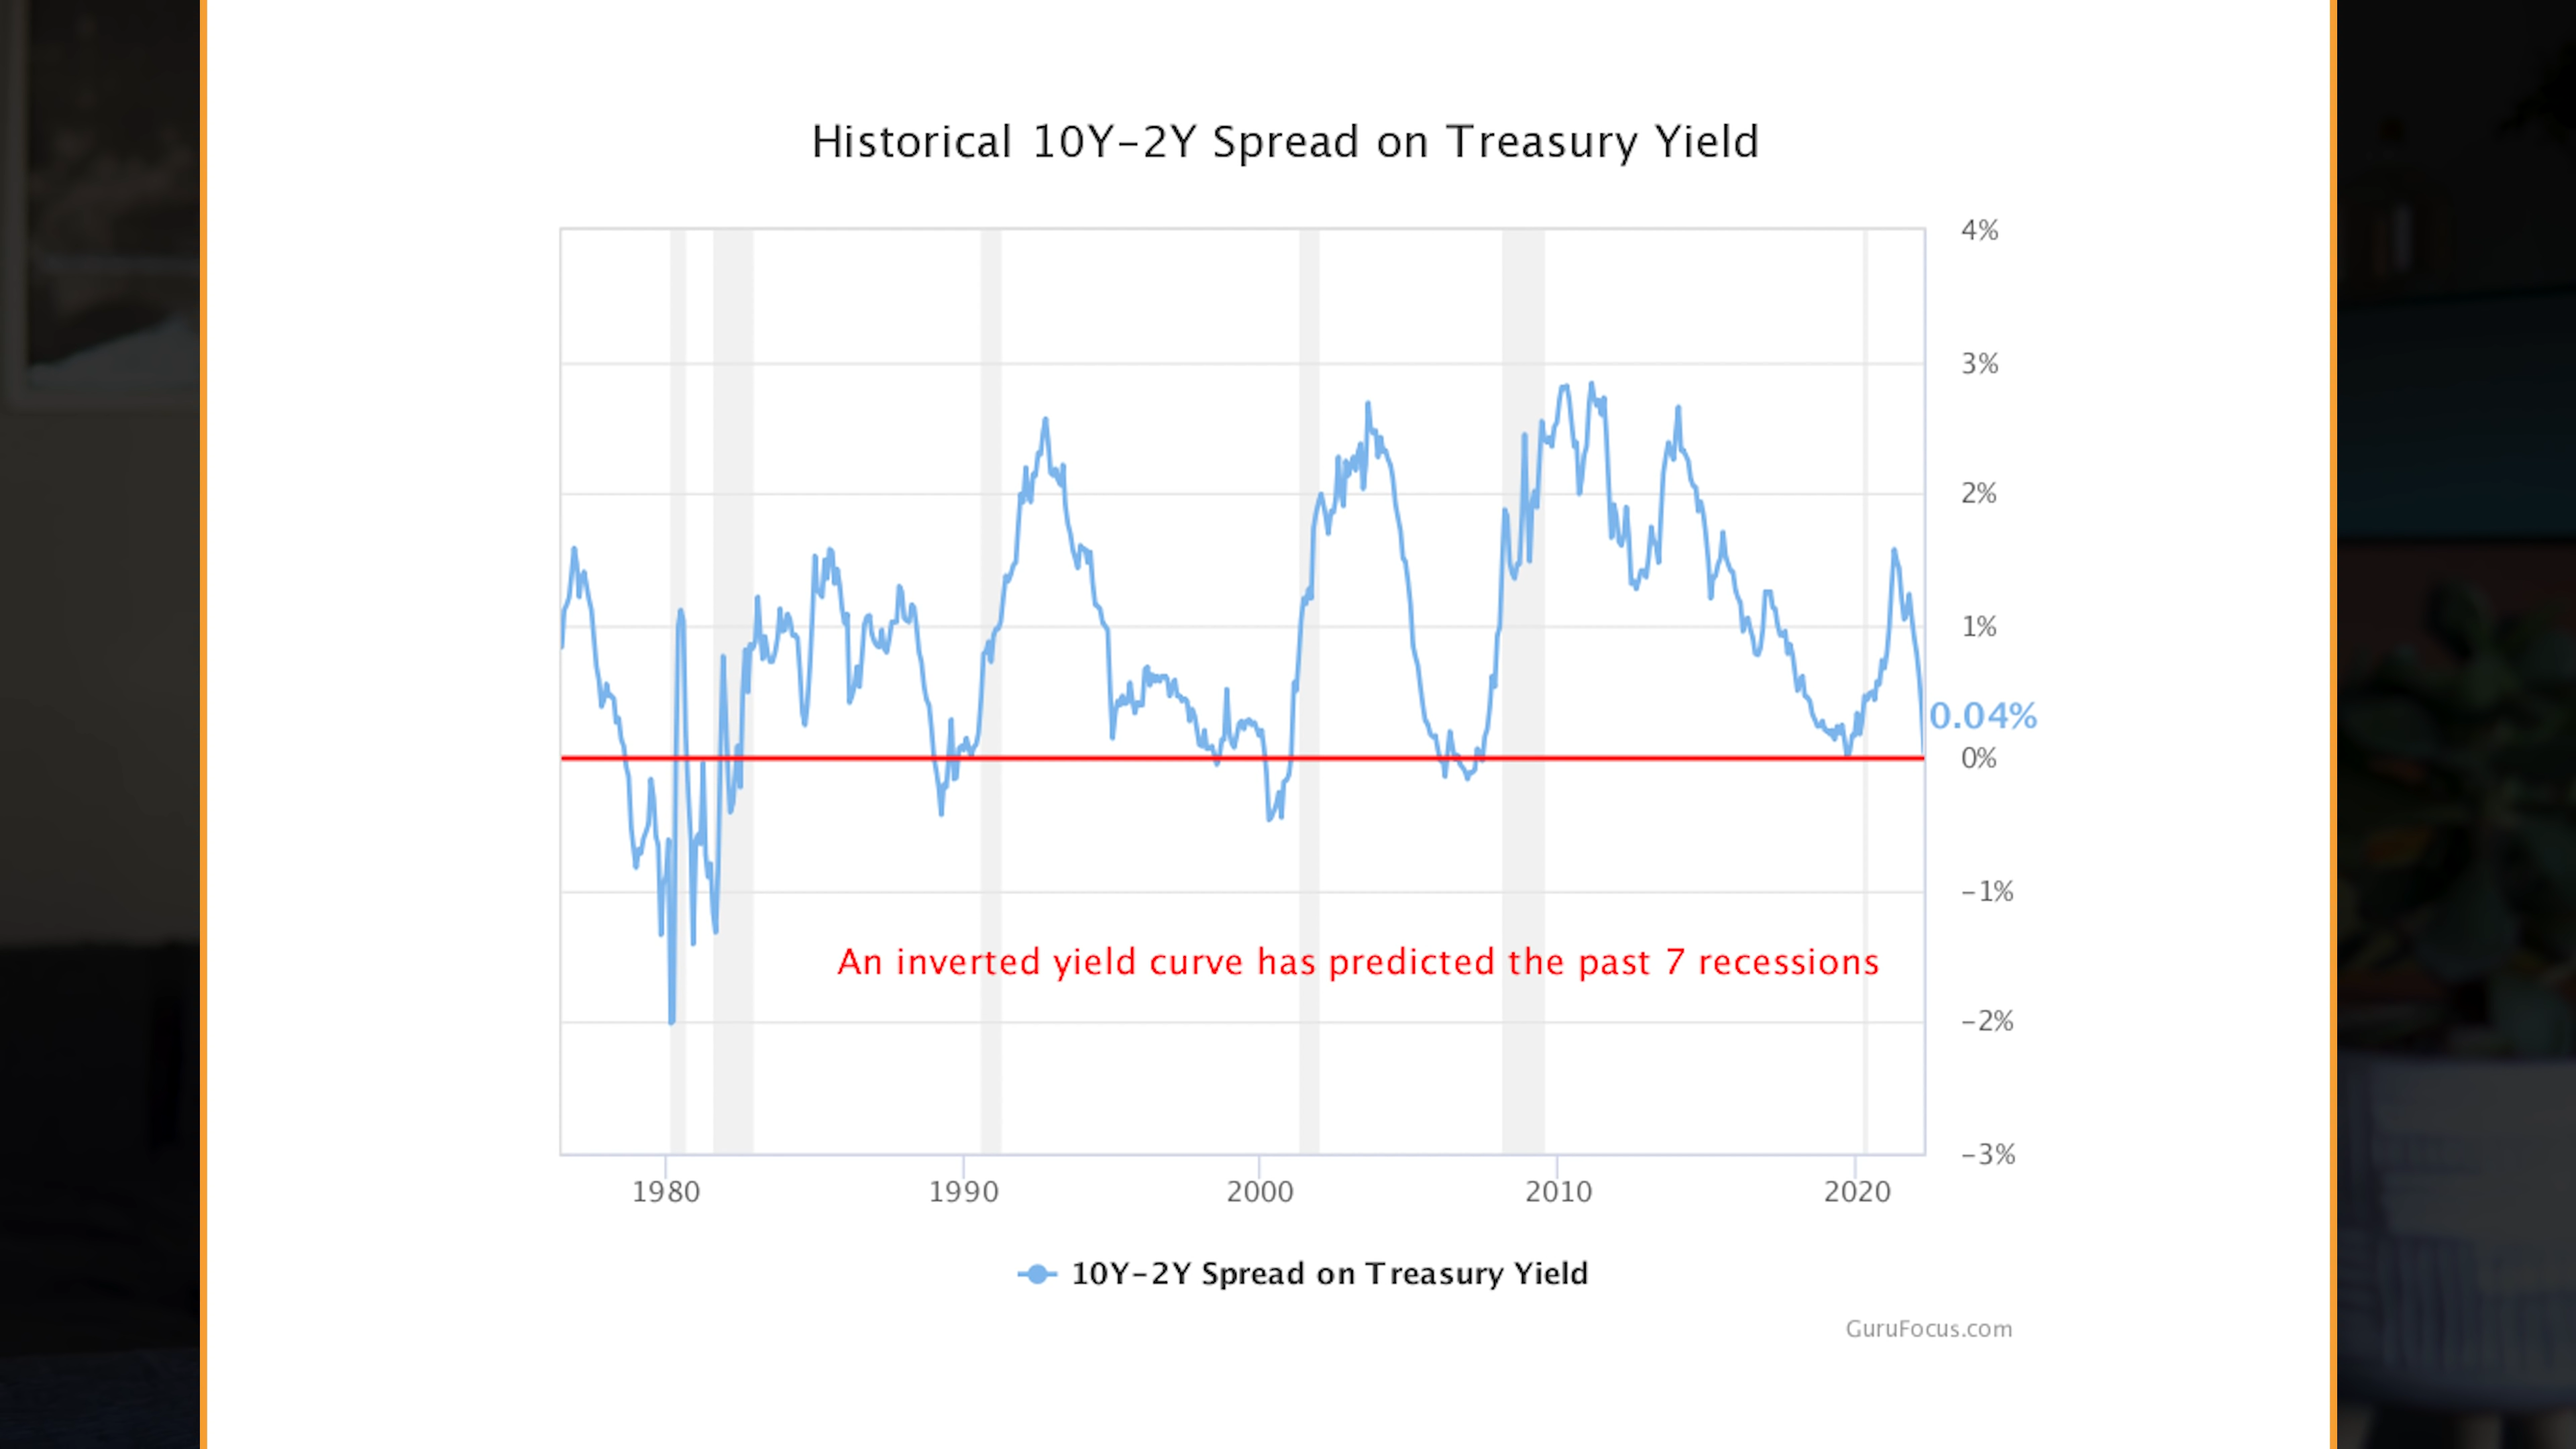 Historical 10Y-2Y Spread on Treasury Yield
4%
3%
2%
1%
0.04%
0%
-1%
An inverted yield curve has predicted the past 7 recessions
-2%
-3%
1980 1990 2000 2010 2020
10Y-2Y Spread on Treasury Yield
GuruFocus.com